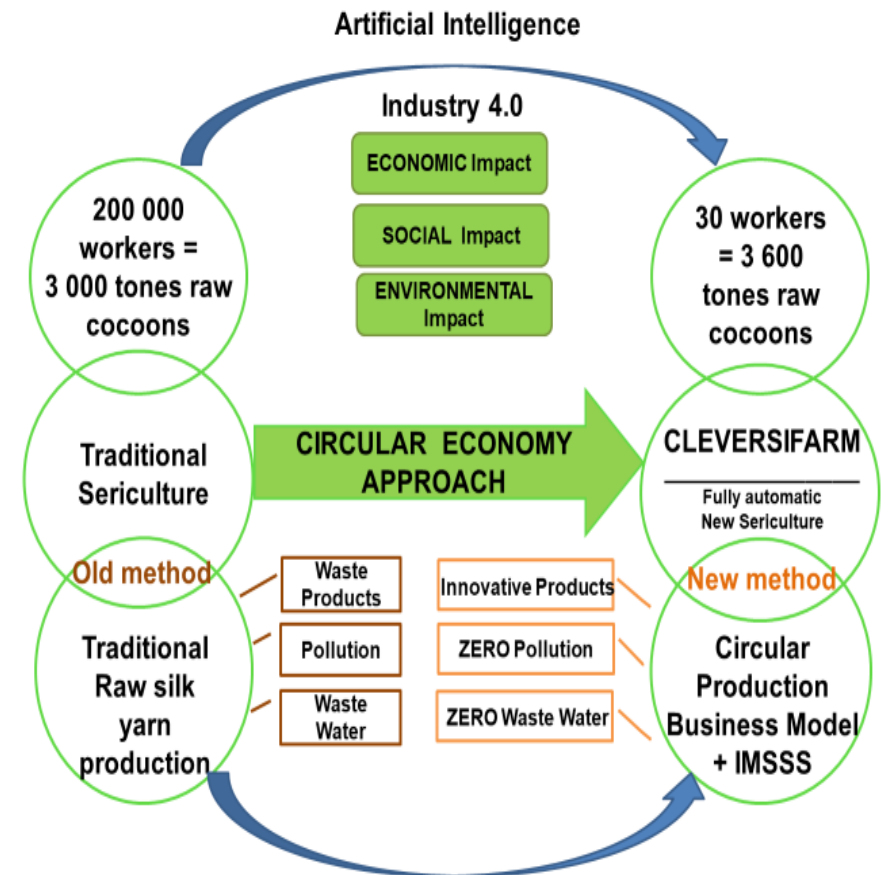 Artificial Intelligence
Industry 4.0
ECONOMIC Impact
SOCIAL Impact
ENVIRONMENTAL
Impact
200 000
workers =
3 000 tones raw
cocoons
30 workers
= 3 600
tones raw
cocoons
Traditional
Sericulture
CIRCULAR ECONOMY
APPROACH
CLEVERSIFARM
Fully automatic
New Sericulture
Old method
Waste
Products
Pollution
Waste
Water
Innovative Products
ZERO Pollution
ZERO Waste Water
New method
Traditional
Raw silk
yarn
production
Circular
Production
Business Model
+ IMSSS